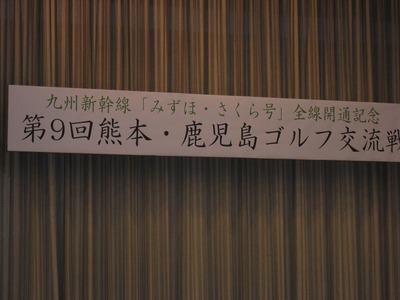 九州新幹線「みずほ・さくら号」全線開通記念
第9回熊本・鹿児島ゴルフ交流戦